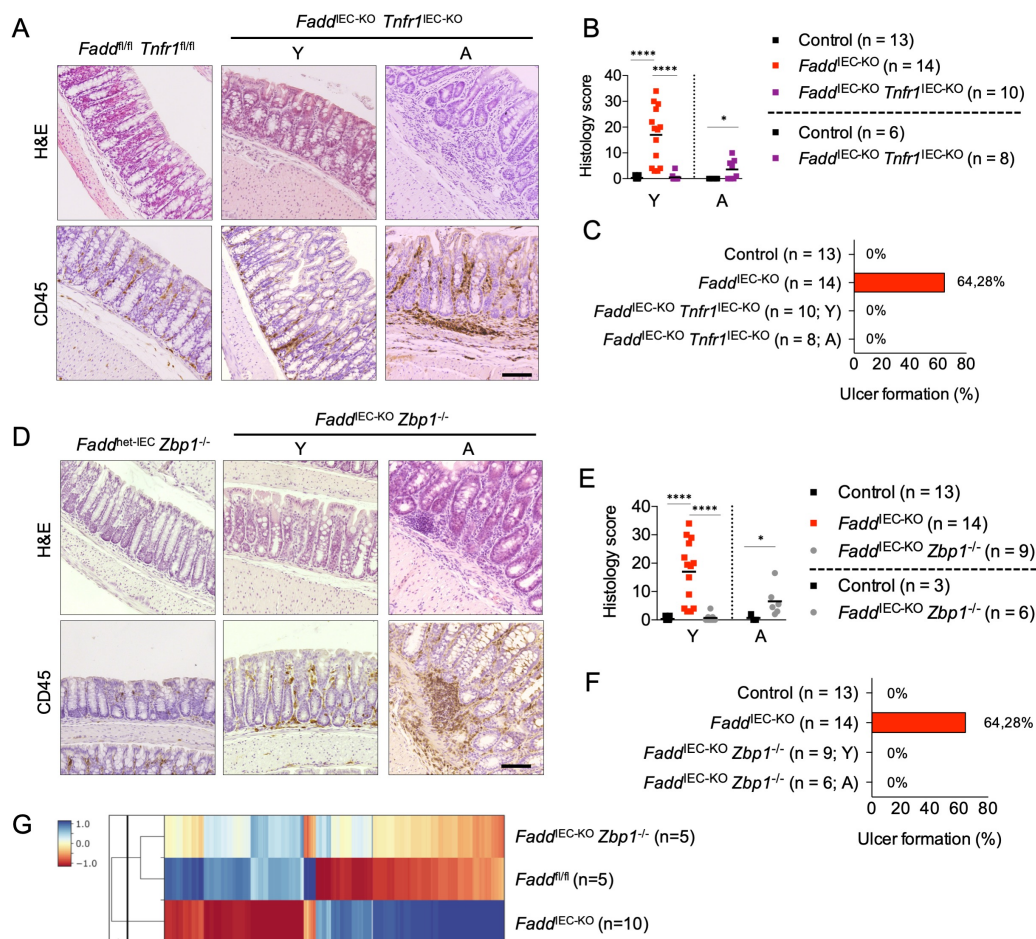 A
Fadd^IEC-KO Tnfr1^IEC-KO
Fadd^fl/fl Tnfr1^fl/fl
Y
A
H&E
CD45
B
Histology score
40
30
20
10
0
****
****
*
Y
A
Control (n = 13)
Fadd^IEC-KO (n = 14)
Fadd^IEC-KO Tnfr1^IEC-KO (n = 10)
Control (n = 6)
Fadd^IEC-KO Tnfr1^IEC-KO (n = 8)
C
Control (n = 13)
0%
Fadd^IEC-KO (n = 14)
64,28%
Fadd^IEC-KO Tnfr1^IEC-KO (n = 10; Y)
0%
Fadd^IEC-KO Tnfr1^IEC-KO (n = 8; A)
0%
0 20 40 60 80
Ulcer formation (%)
D
Fadd^IEC-KO Zbp1^-/-
Fadd^het-IEC Zbp1^-/-
Y
A
H&E
CD45
E
Histology score
40
30
20
10
0
****
****
*
Y
A
Control (n = 13)
Fadd^IEC-KO (n = 14)
Fadd^IEC-KO Zbp1^-/- (n = 9)
Control (n = 3)
Fadd^IEC-KO Zbp1^-/- (n = 6)
F
Control (n = 13)
0%
Fadd^IEC-KO (n = 14)
64,28%
Fadd^IEC-KO Zbp1^-/- (n = 9; Y)
0%
Fadd^IEC-KO Zbp1^-/- (n = 6; A)
0%
0 20 40 60 80
Ulcer formation (%)
G
1.0
0.0
−1.0
Fadd^IEC-KO Zbp1^-/- (n=5)
Fadd^fl/fl (n=5)
Fadd^IEC-KO (n=10)